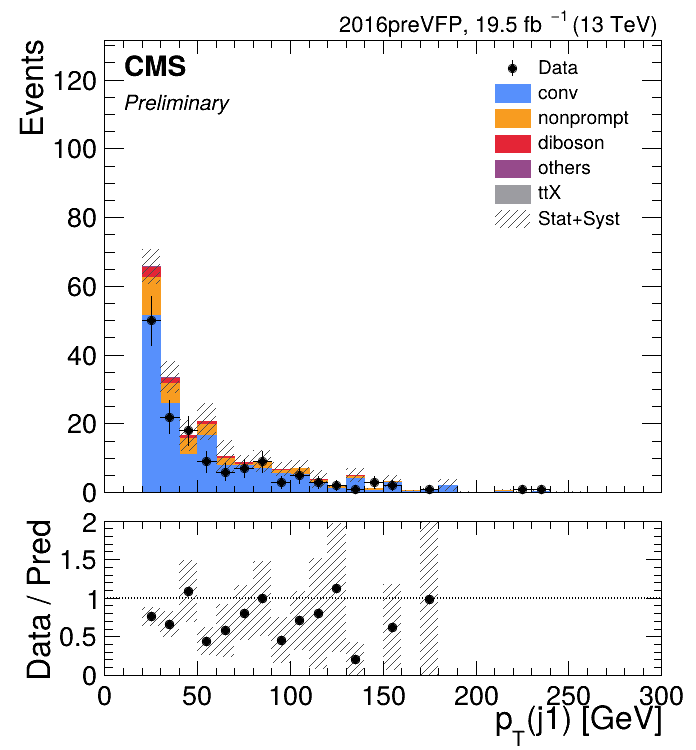 2016preVFP, 19.5 fb⁻¹ (13 TeV)
Events
CMS
Preliminary
Data
conv
nonprompt
diboson
others
ttX
Stat+Syst
120
100
80
60
40
20
0
Data / Pred
2
1.5
1
0.5
0
0 50 100 150 200 250 300
p_T(j1) [GeV]